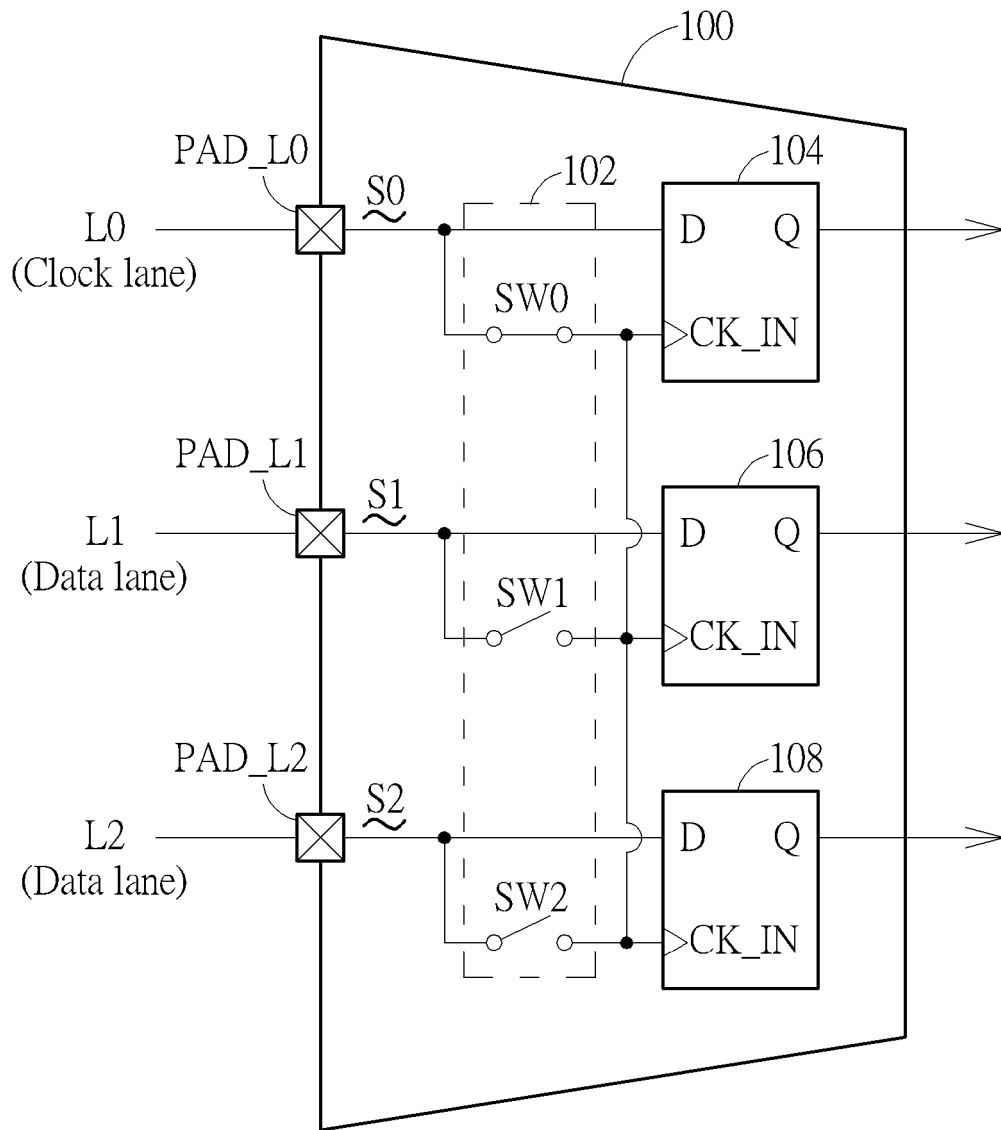 100
PAD_L0
S0
102
104
L0
(Clock lane)
D
Q
SW0
CK_IN
PAD_L1
S1
106
L1
(Data lane)
D
Q
SW1
CK_IN
PAD_L2
S2
108
L2
(Data lane)
D
Q
SW2
CK_IN